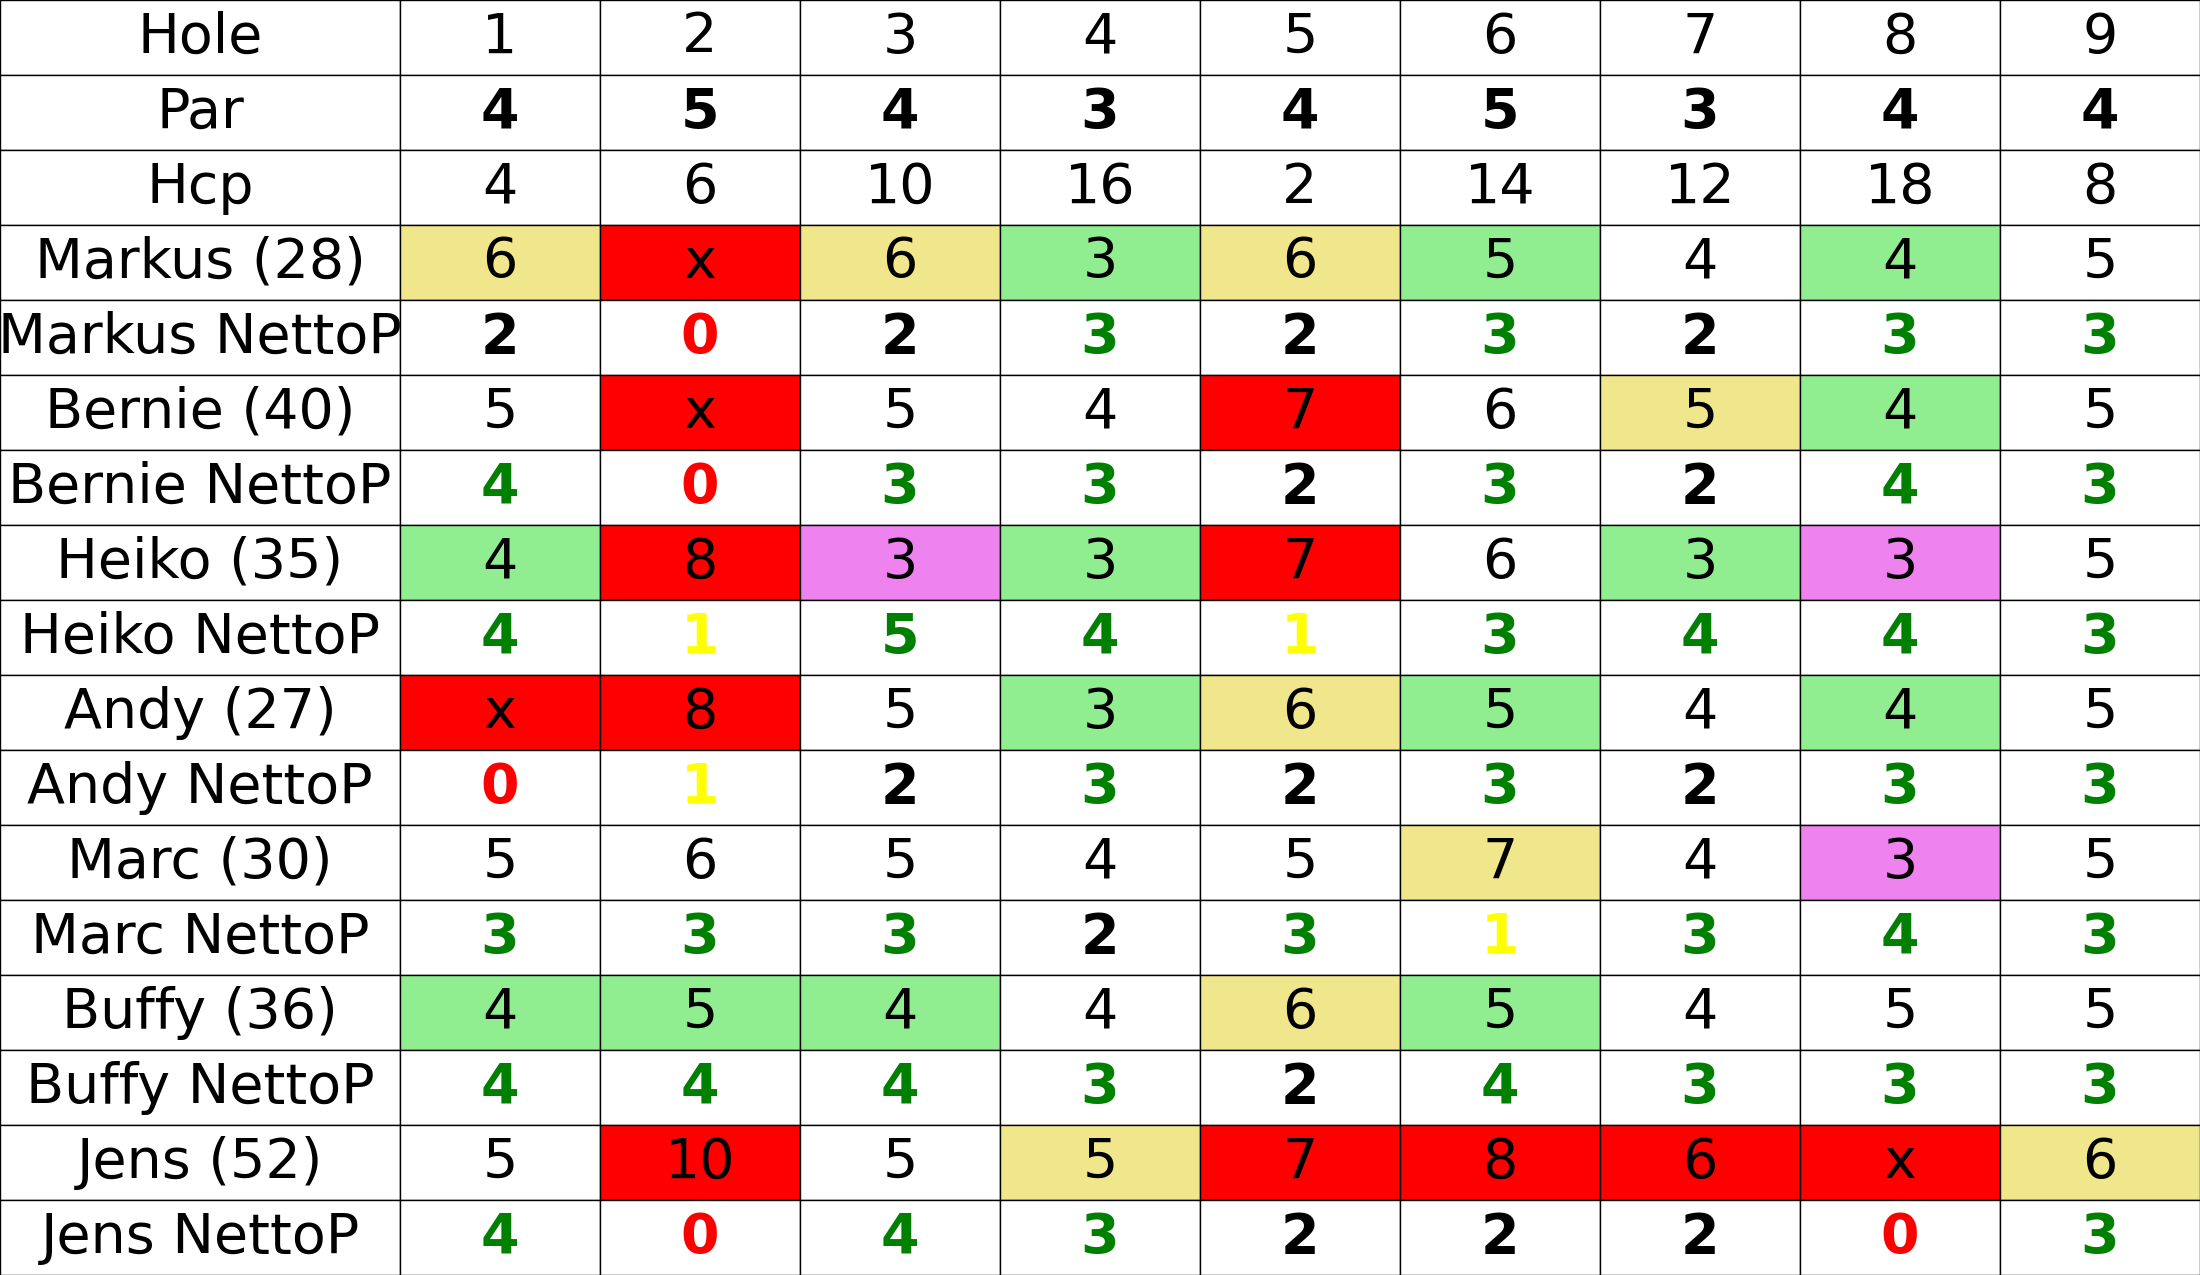 Hole 1 2 3 4 5 6 7 8 9
Par 4 5 4 3 4 5 3 4 4
Hcp 4 6 10 16 2 14 12 18 8
Markus (28) 6 x 6 3 6 5 4 4 5
Markus NettoP 2 0 2 3 2 3 2 3 3
Bernie (40) 5 x 5 4 7 6 5 4 5
Bernie NettoP 4 0 3 3 2 3 2 4 3
Heiko (35) 4 8 3 3 7 6 3 3 5
Heiko NettoP 4 1 5 4 1 3 4 4 3
Andy (27) x 8 5 3 6 5 4 4 5
Andy NettoP 0 1 2 3 2 3 2 3 3
Marc (30) 5 6 5 4 5 7 4 3 5
Marc NettoP 3 3 3 2 3 1 3 4 3
Buffy (36) 4 5 4 4 6 5 4 5 5
Buffy NettoP 4 4 4 3 2 4 3 3 3
Jens (52) 5 10 5 5 7 8 6 x 6
Jens NettoP 4 0 4 3 2 2 2 0 3